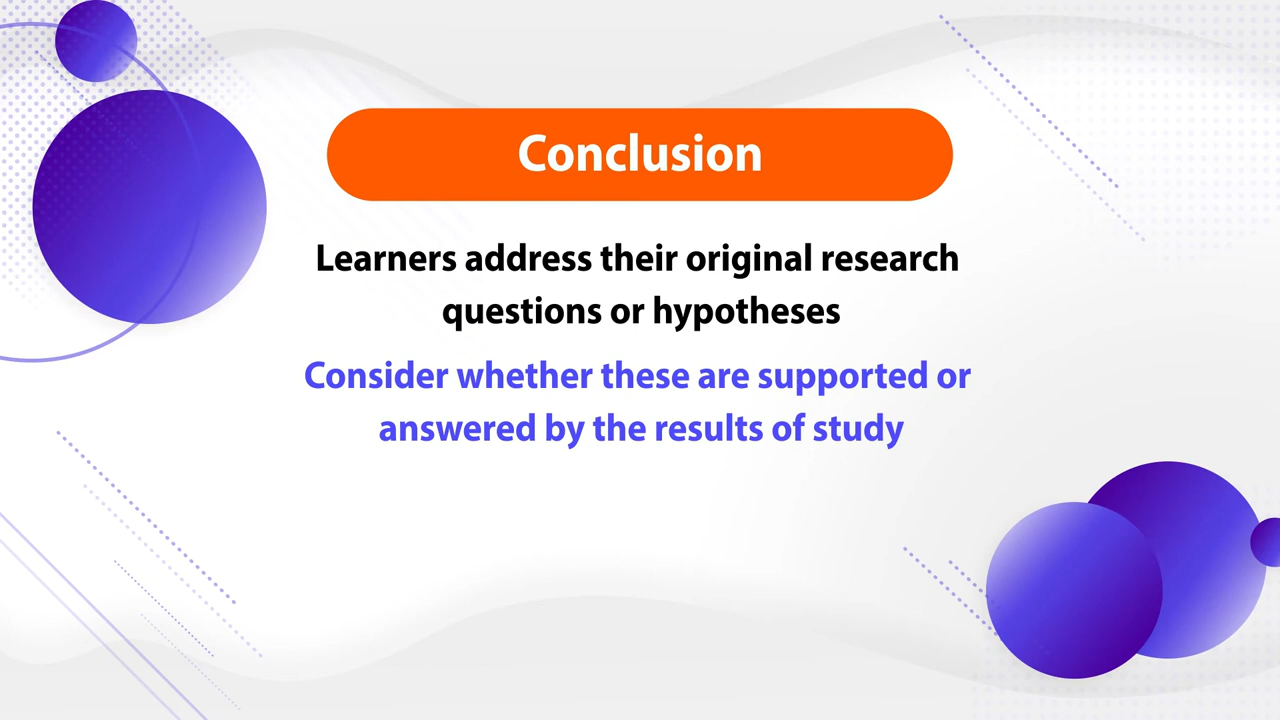 Conclusion
Learners address their original research
questions or hypotheses
Consider whether these are supported or
answered by the results of study